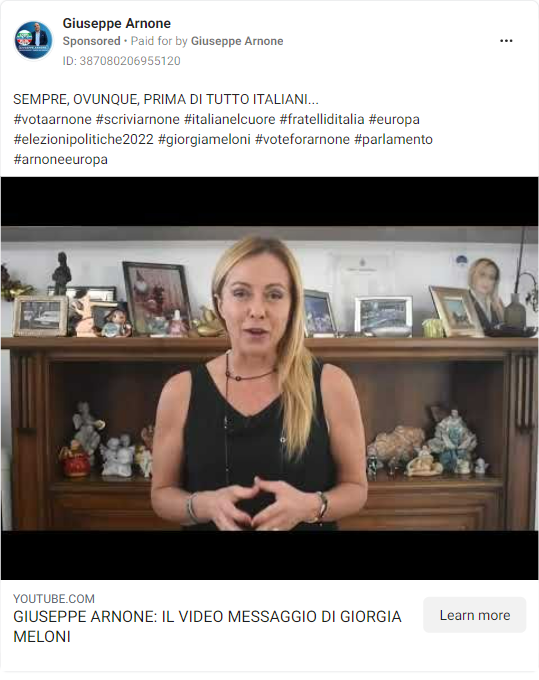 Giuseppe Arnone
Sponsored • Paid for by Giuseppe Arnone
ID: 387080206955120
SEMPRE, OVUNQUE, PRIMA DI TUTTO ITALIANI...
#votaarnone #scriviarnone #italianelcuore #fratelliditalia #europa
#elezionipolitiche2022 #giorgiameloni #voteforarnone #parlamento
#arnoneeuropa
YOUTUBE.COM
GIUSEPPE ARNONE: IL VIDEO MESSAGGIO DI GIORGIA
MELONI
Learn more